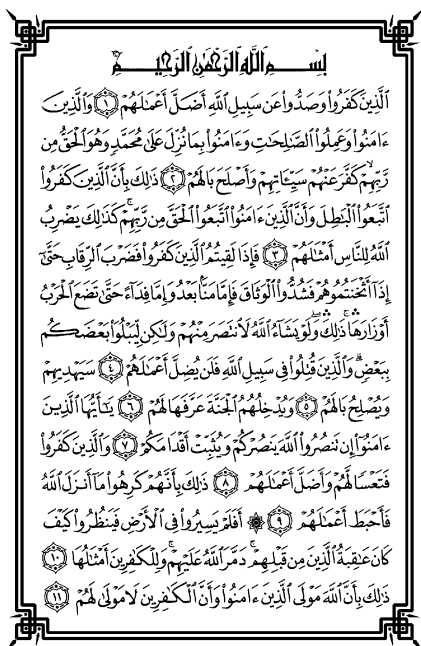 بِسْمِ ٱللَّهِ ٱلرَّحْمَٰنِ ٱلرَّحِيمِ
ٱلَّذِينَ كَفَرُوا۟ وَصَدُّوا۟ عَن سَبِيلِ ٱللَّهِ أَضَلَّ أَعْمَٰلَهُمْ ۝١ وَٱلَّذِينَ
ءَامَنُوا۟ وَعَمِلُوا۟ ٱلصَّٰلِحَٰتِ وَءَامَنُوا۟ بِمَا نُزِّلَ عَلَىٰ مُحَمَّدٍ وَهُوَ ٱلْحَقُّ مِن
رَّبِّهِمْ ۙ كَفَّرَ عَنْهُمْ سَيِّـَٔاتِهِمْ وَأَصْلَحَ بَالَهُمْ ۝٢ ذَٰلِكَ بِأَنَّ ٱلَّذِينَ كَفَرُوا۟
ٱتَّبَعُوا۟ ٱلْبَٰطِلَ وَأَنَّ ٱلَّذِينَ ءَامَنُوا۟ ٱتَّبَعُوا۟ ٱلْحَقَّ مِن رَّبِّهِمْ ۚ كَذَٰلِكَ يَضْرِبُ
ٱللَّهُ لِلنَّاسِ أَمْثَٰلَهُمْ ۝٣ فَإِذَا لَقِيتُمُ ٱلَّذِينَ كَفَرُوا۟ فَضَرْبَ ٱلرِّقَابِ حَتَّىٰٓ
إِذَآ أَثْخَنتُمُوهُمْ فَشُدُّوا۟ ٱلْوَثَاقَ فَإِمَّا مَنًّۢا بَعْدُ وَإِمَّا فِدَآءً حَتَّىٰ تَضَعَ ٱلْحَرْبُ
أَوْزَارَهَا ۚ ذَٰلِكَ ۖ وَلَوْ يَشَآءُ ٱللَّهُ لَٱنتَصَرَ مِنْهُمْ وَلَٰكِن لِّيَبْلُوَا۟ بَعْضَكُم
بِبَعْضٍ ۗ وَٱلَّذِينَ قُتِلُوا۟ فِى سَبِيلِ ٱللَّهِ فَلَن يُضِلَّ أَعْمَٰلَهُمْ ۝٤ سَيَهْدِيهِمْ
وَيُصْلِحُ بَالَهُمْ ۝٥ وَيُدْخِلُهُمُ ٱلْجَنَّةَ عَرَّفَهَا لَهُمْ ۝٦ يَٰٓأَيُّهَا ٱلَّذِينَ
ءَامَنُوٓا۟ إِن تَنصُرُوا۟ ٱللَّهَ يَنصُرْكُمْ وَيُثَبِّتْ أَقْدَامَكُمْ ۝٧ وَٱلَّذِينَ كَفَرُوا۟
فَتَعْسًا لَّهُمْ وَأَضَلَّ أَعْمَٰلَهُمْ ۝٨ ذَٰلِكَ بِأَنَّهُمْ كَرِهُوا۟ مَآ أَنزَلَ ٱللَّهُ
فَأَحْبَطَ أَعْمَٰلَهُمْ ۝٩ ۞ أَفَلَمْ يَسِيرُوا۟ فِى ٱلْأَرْضِ فَيَنظُرُوا۟ كَيْفَ
كَانَ عَٰقِبَةُ ٱلَّذِينَ مِن قَبْلِهِمْ ۚ دَمَّرَ ٱللَّهُ عَلَيْهِمْ ۖ وَلِلْكَٰفِرِينَ أَمْثَٰلُهَا ۝١٠
ذَٰلِكَ بِأَنَّ ٱللَّهَ مَوْلَى ٱلَّذِينَ ءَامَنُوا۟ وَأَنَّ ٱلْكَٰفِرِينَ لَا مَوْلَىٰ لَهُمْ ۝١١